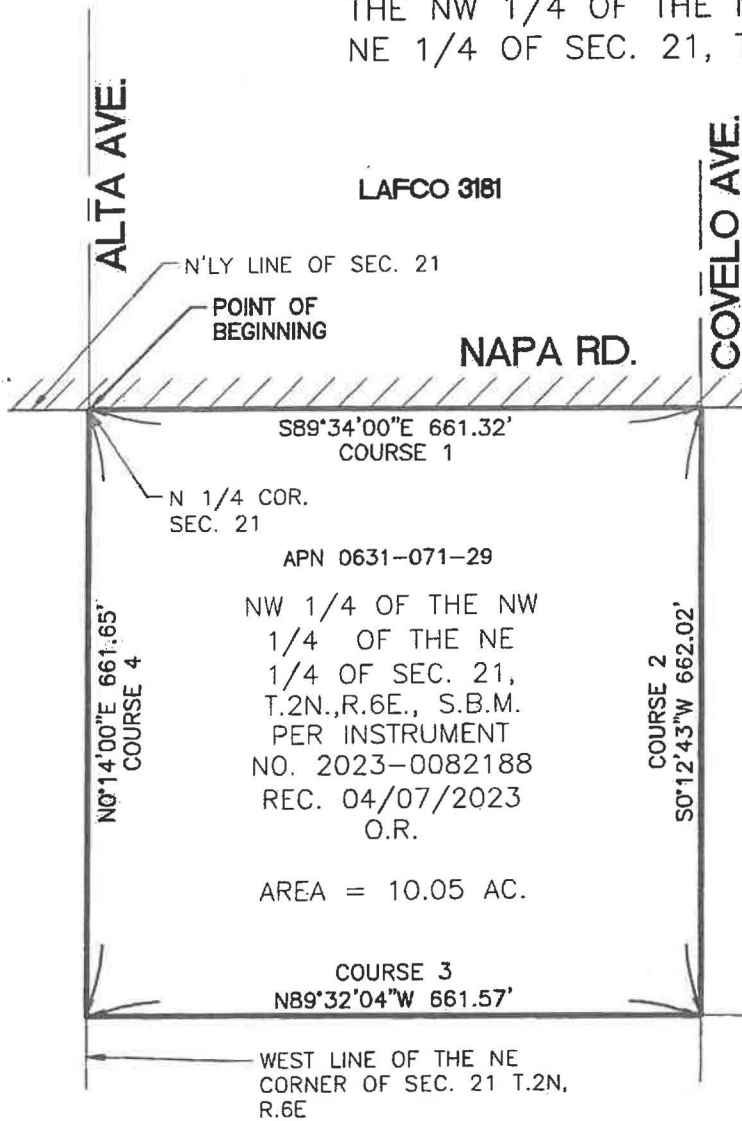 THE NW 1/4 OF THE
NE 1/4 OF SEC. 21,
ALTA AVE.
COVELO AVE.
LAFCO 3181
N'LY LINE OF SEC. 21
POINT OF
BEGINNING
NAPA RD.
S89°34'00"E 661.32'
COURSE 1
N 1/4 COR.
SEC. 21
APN 0631-071-29
NW 1/4 OF THE NW
1/4 OF THE NE
1/4 OF SEC. 21,
T.2N.,R.6E., S.B.M.
PER INSTRUMENT
NO. 2023-0082188
REC. 04/07/2023
O.R.
AREA = 10.05 AC.
N0°14'00"E 661.65'
COURSE 4
COURSE 2
S0°12'43"W 662.02'
COURSE 3
N89°32'04"W 661.57'
WEST LINE OF THE NE
CORNER OF SEC. 21 T.2N,
R.6E